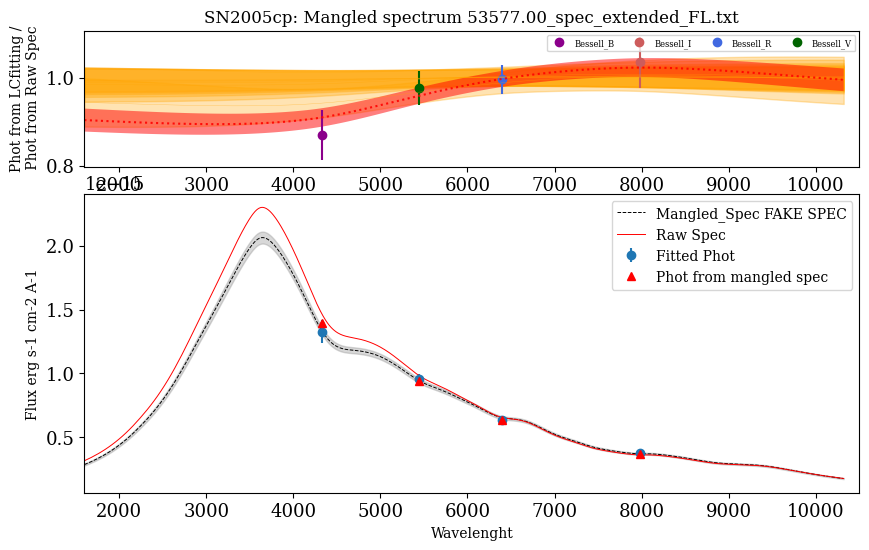 SN2005cp: Mangled spectrum 53577.00_spec_extended_FL.txt
Phot from LCfitting /
Phot from Raw Spec
Bessell_B Bessell_I Bessell_R Bessell_V
1.0
0.8
2000 3000 4000 5000 6000 7000 8000 9000 10000
1e−15
Mangled_Spec FAKE SPEC
Raw Spec
Fitted Phot
Phot from mangled spec
Flux erg s-1 cm-2 A-1
2.0
1.5
1.0
0.5
2000 3000 4000 5000 6000 7000 8000 9000 10000
Wavelenght